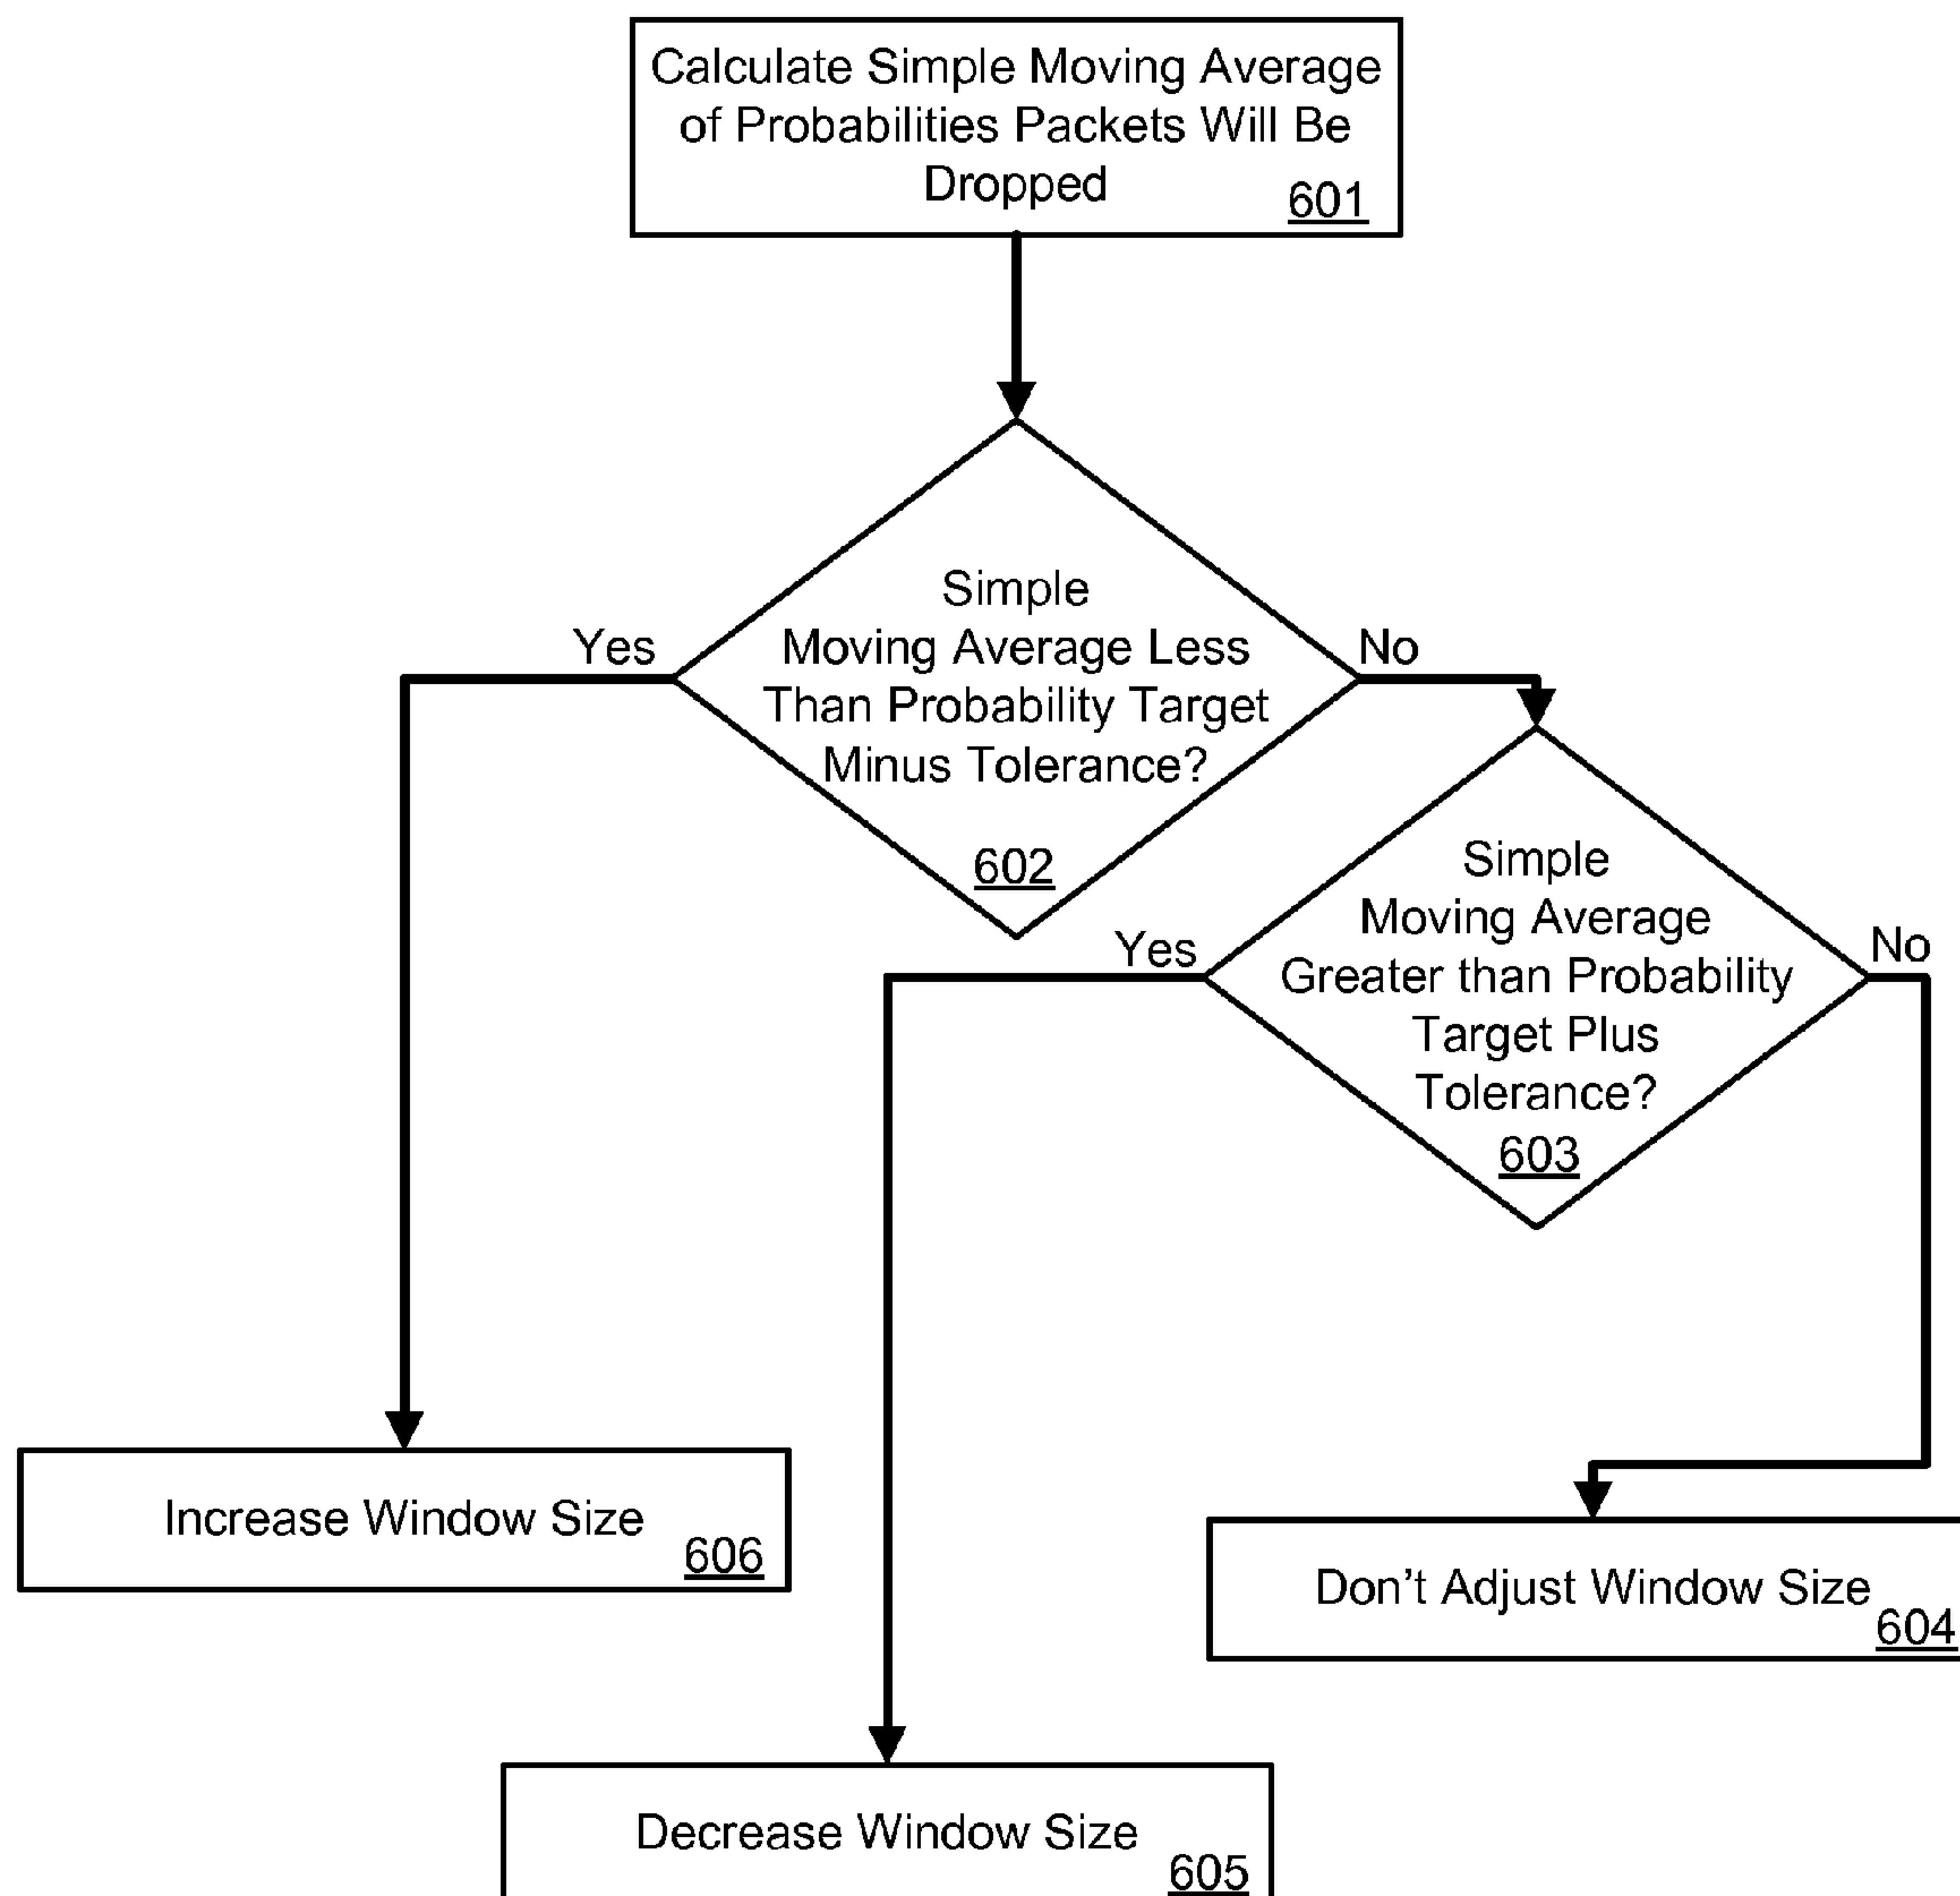 Calculate Simple Moving Average
of Probabilities Packets Will Be
Dropped
601
Simple
Moving Average Less
Than Probability Target
Minus Tolerance?
602
Yes
No
Simple
Moving Average
Greater than Probability
Target Plus
Tolerance?
603
Yes
No
Increase Window Size
606
Don't Adjust Window Size
604
Decrease Window Size
605